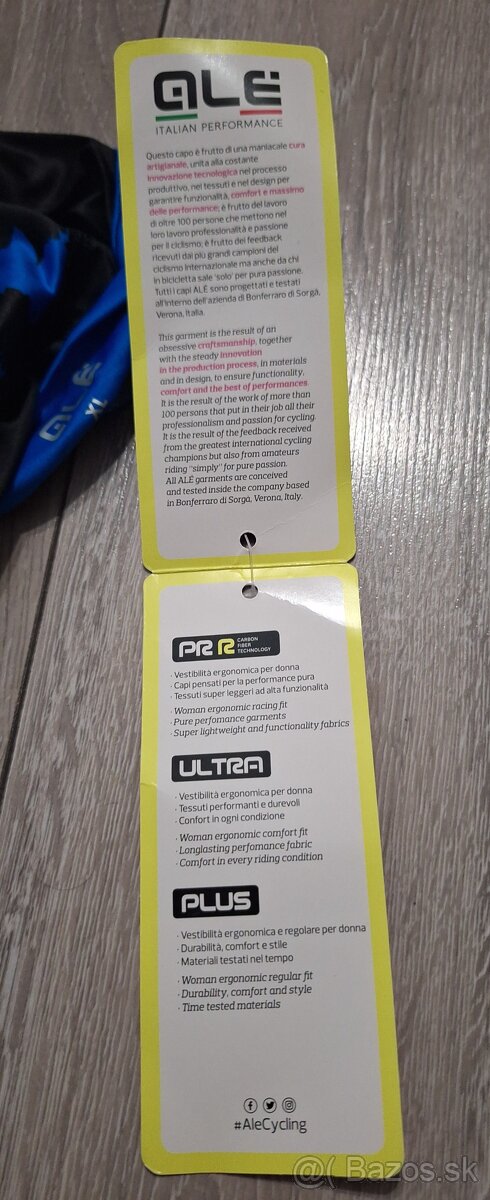 ALÉ
ITALIAN PERFORMANCE
Questo capo è frutto di una maniacale cura
artigianale, unita alla costante
innovazione tecnologica nel processo
produttivo, nei tessuti e nel design per
garantire funzionalità, comfort e massimo
delle performance; è frutto del lavoro
di oltre 100 persone che mettono nel
loro lavoro professionalità e passione
per il ciclismo; è frutto dei feedback
ricevuti dai più grandi campioni del
ciclismo internazionale ma anche da chi
in bicicletta sale 'solo' per pura passione.
Tutti i capi ALÉ sono progettati e testati
all'interno dell'azienda di Bonferraro di Sorgà,
Verona, Italia.
This garment is the result of an
obsessive craftsmanship, together
with the steady innovation
in the production process, in materials
and in design, to ensure functionality,
comfort and the best of performances.
It is the result of the work of more than
100 persons that put in their job all their
professionalism and passion for cycling.
It is the result of the feedback received
from the greatest international cycling
champions but also from amateurs
riding "simply" for pure passion.
All ALÉ garments are conceived
and tested inside the company based
in Bonferraro di Sorgà, Verona, Italy.
ALÉ
XL
PR R CARBON
FIBER
TECHNOLOGY
· Vestibilità ergonomica per donna
· Capi pensati per la performance pura
· Tessuti super leggeri ad alta funzionalità
· Woman ergonomic racing fit
· Pure perfomance garments
· Super lightweight and functionality fabrics
ULTRA
· Vestibilità ergonomica per donna
· Tessuti performanti e durevoli
· Confort in ogni condizione
· Woman ergonomic comfort fit
· Longlasting perfomance fabric
· Comfort in every riding condition
PLUS
· Vestibilità ergonomica e regolare per donna
· Durabilità, comfort e stile
· Materiali testati nel tempo
· Woman ergonomic regular fit
· Durability, comfort and style
· Time tested materials
#AleCycling
@( Bazos.sk